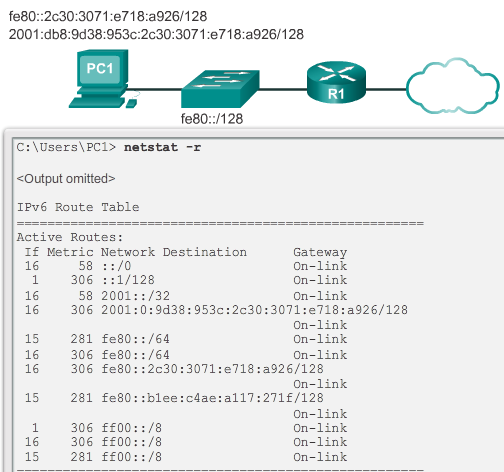 fe80::2c30:3071:e718:a926/128
2001:db8:9d38:953c:2c30:3071:e718:a926/128
PC1
R1
fe80::/128
C:\Users\PC1> netstat -r
<Output omitted>
IPv6 Route Table
=====================================================
Active Routes:
If Metric Network Destination Gateway
16 58 ::/0 On-link
1 306 ::1/128 On-link
16 58 2001::/32 On-link
16 306 2001:0:9d38:953c:2c30:3071:e718:a926/128
On-link
15 281 fe80::/64 On-link
16 306 fe80::/64 On-link
16 306 fe80::2c30:3071:e718:a926/128
On-link
15 281 fe80::b1ee:c4ae:a117:271f/128
On-link
1 306 ff00::/8 On-link
16 306 ff00::/8 On-link
15 281 ff00::/8 On-link
=====================================================